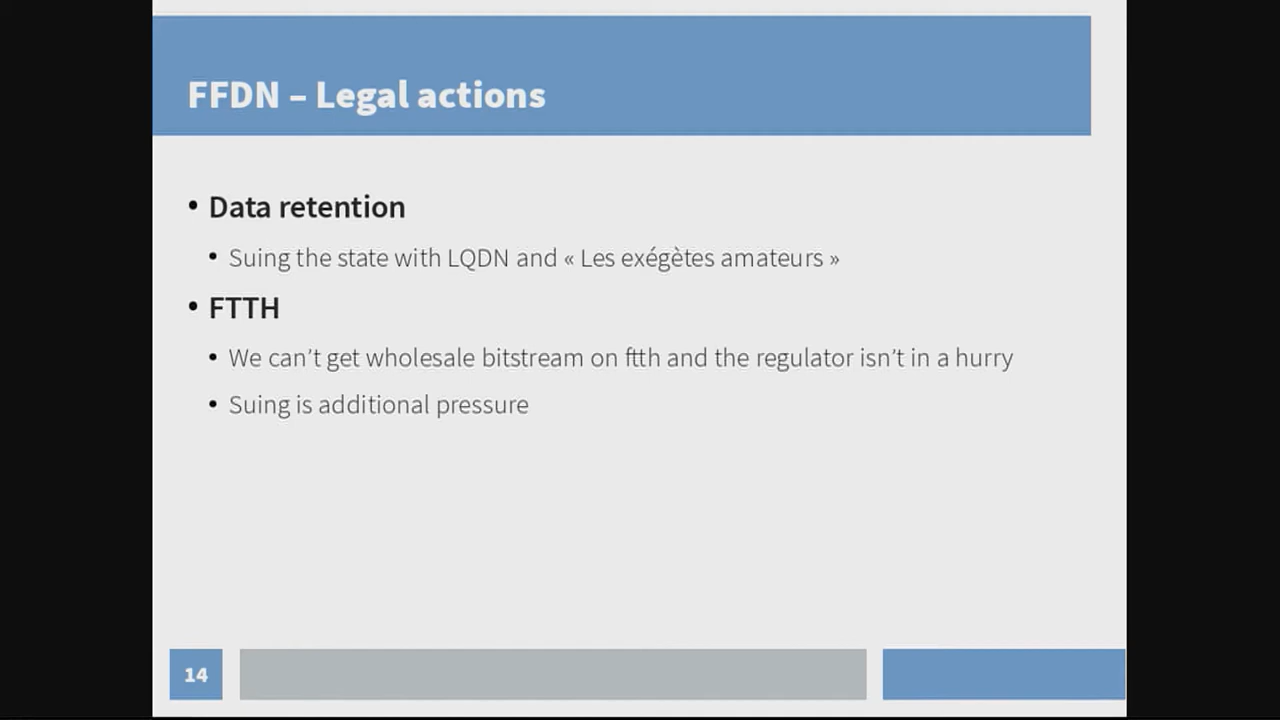 FFDN – Legal actions
• Data retention
• Suing the state with LQDN and « Les exégètes amateurs »
• FTTH
• We can’t get wholesale bitstream on ftth and the regulator isn’t in a hurry
• Suing is additional pressure
14